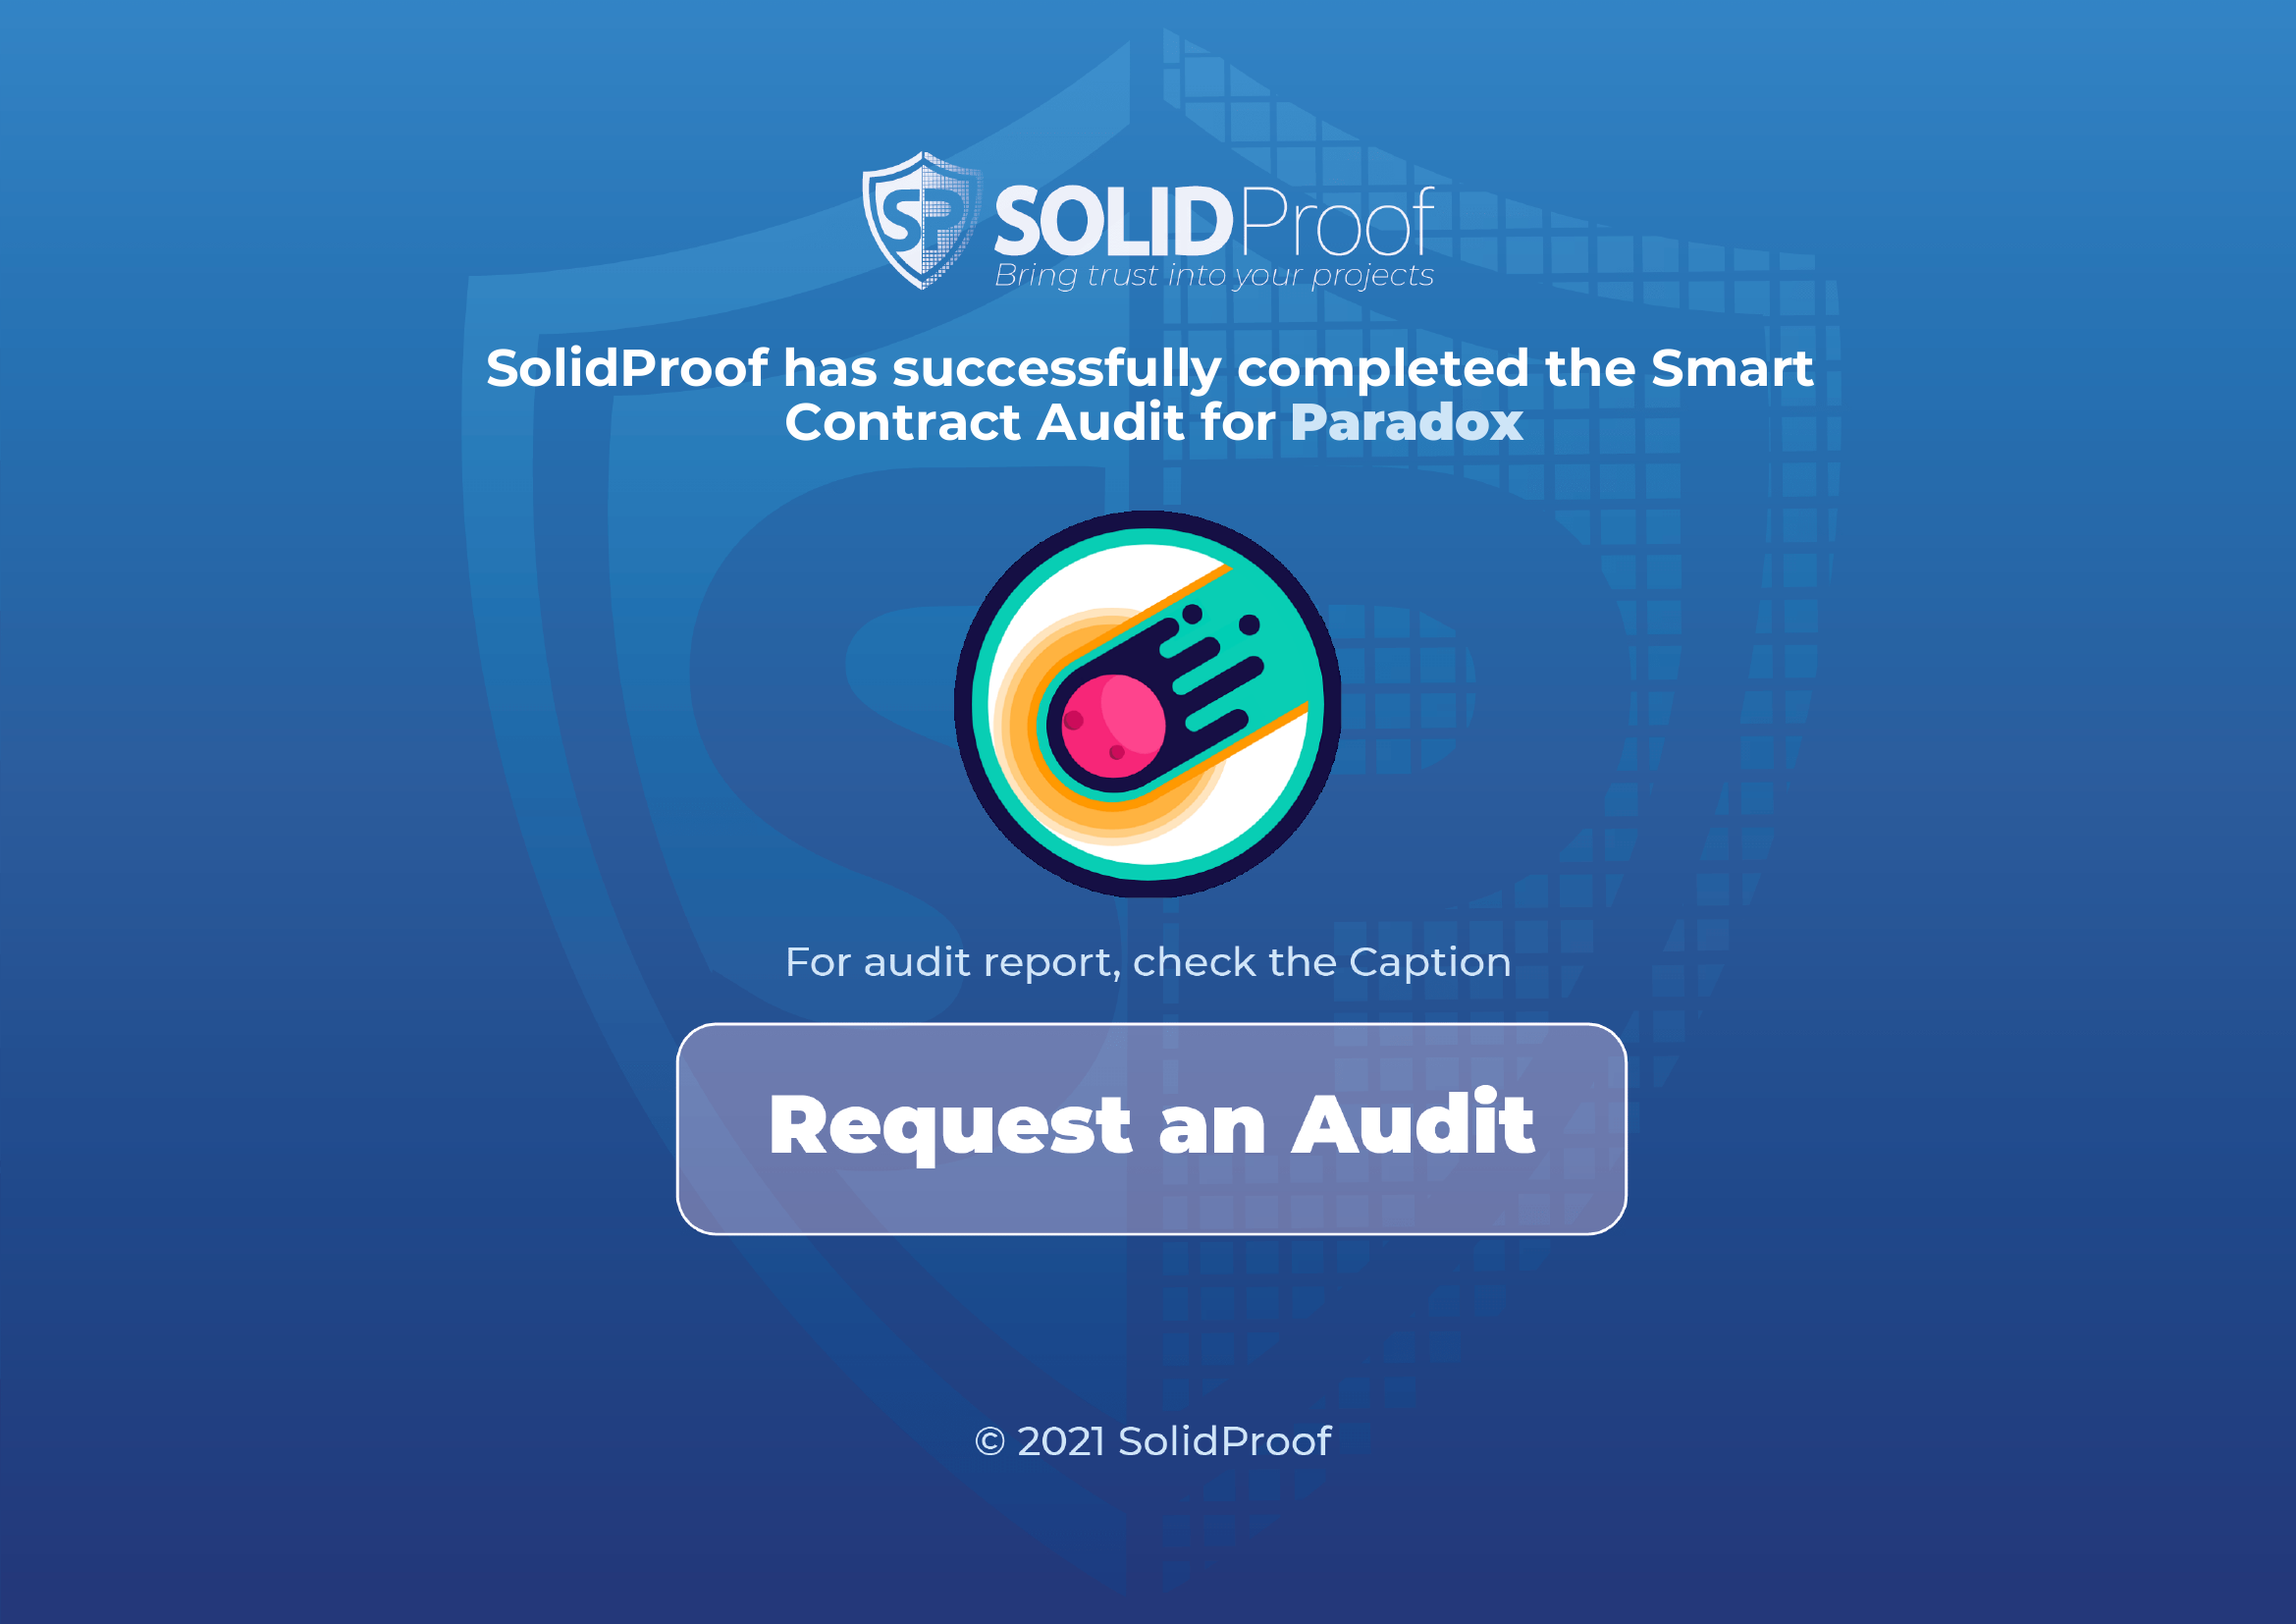 SP SOLIDProof
Bring trust into your projects
SolidProof has successfully completed the Smart
Contract Audit for Paradox
For audit report, check the Caption
Request an Audit
© 2021 SolidProof